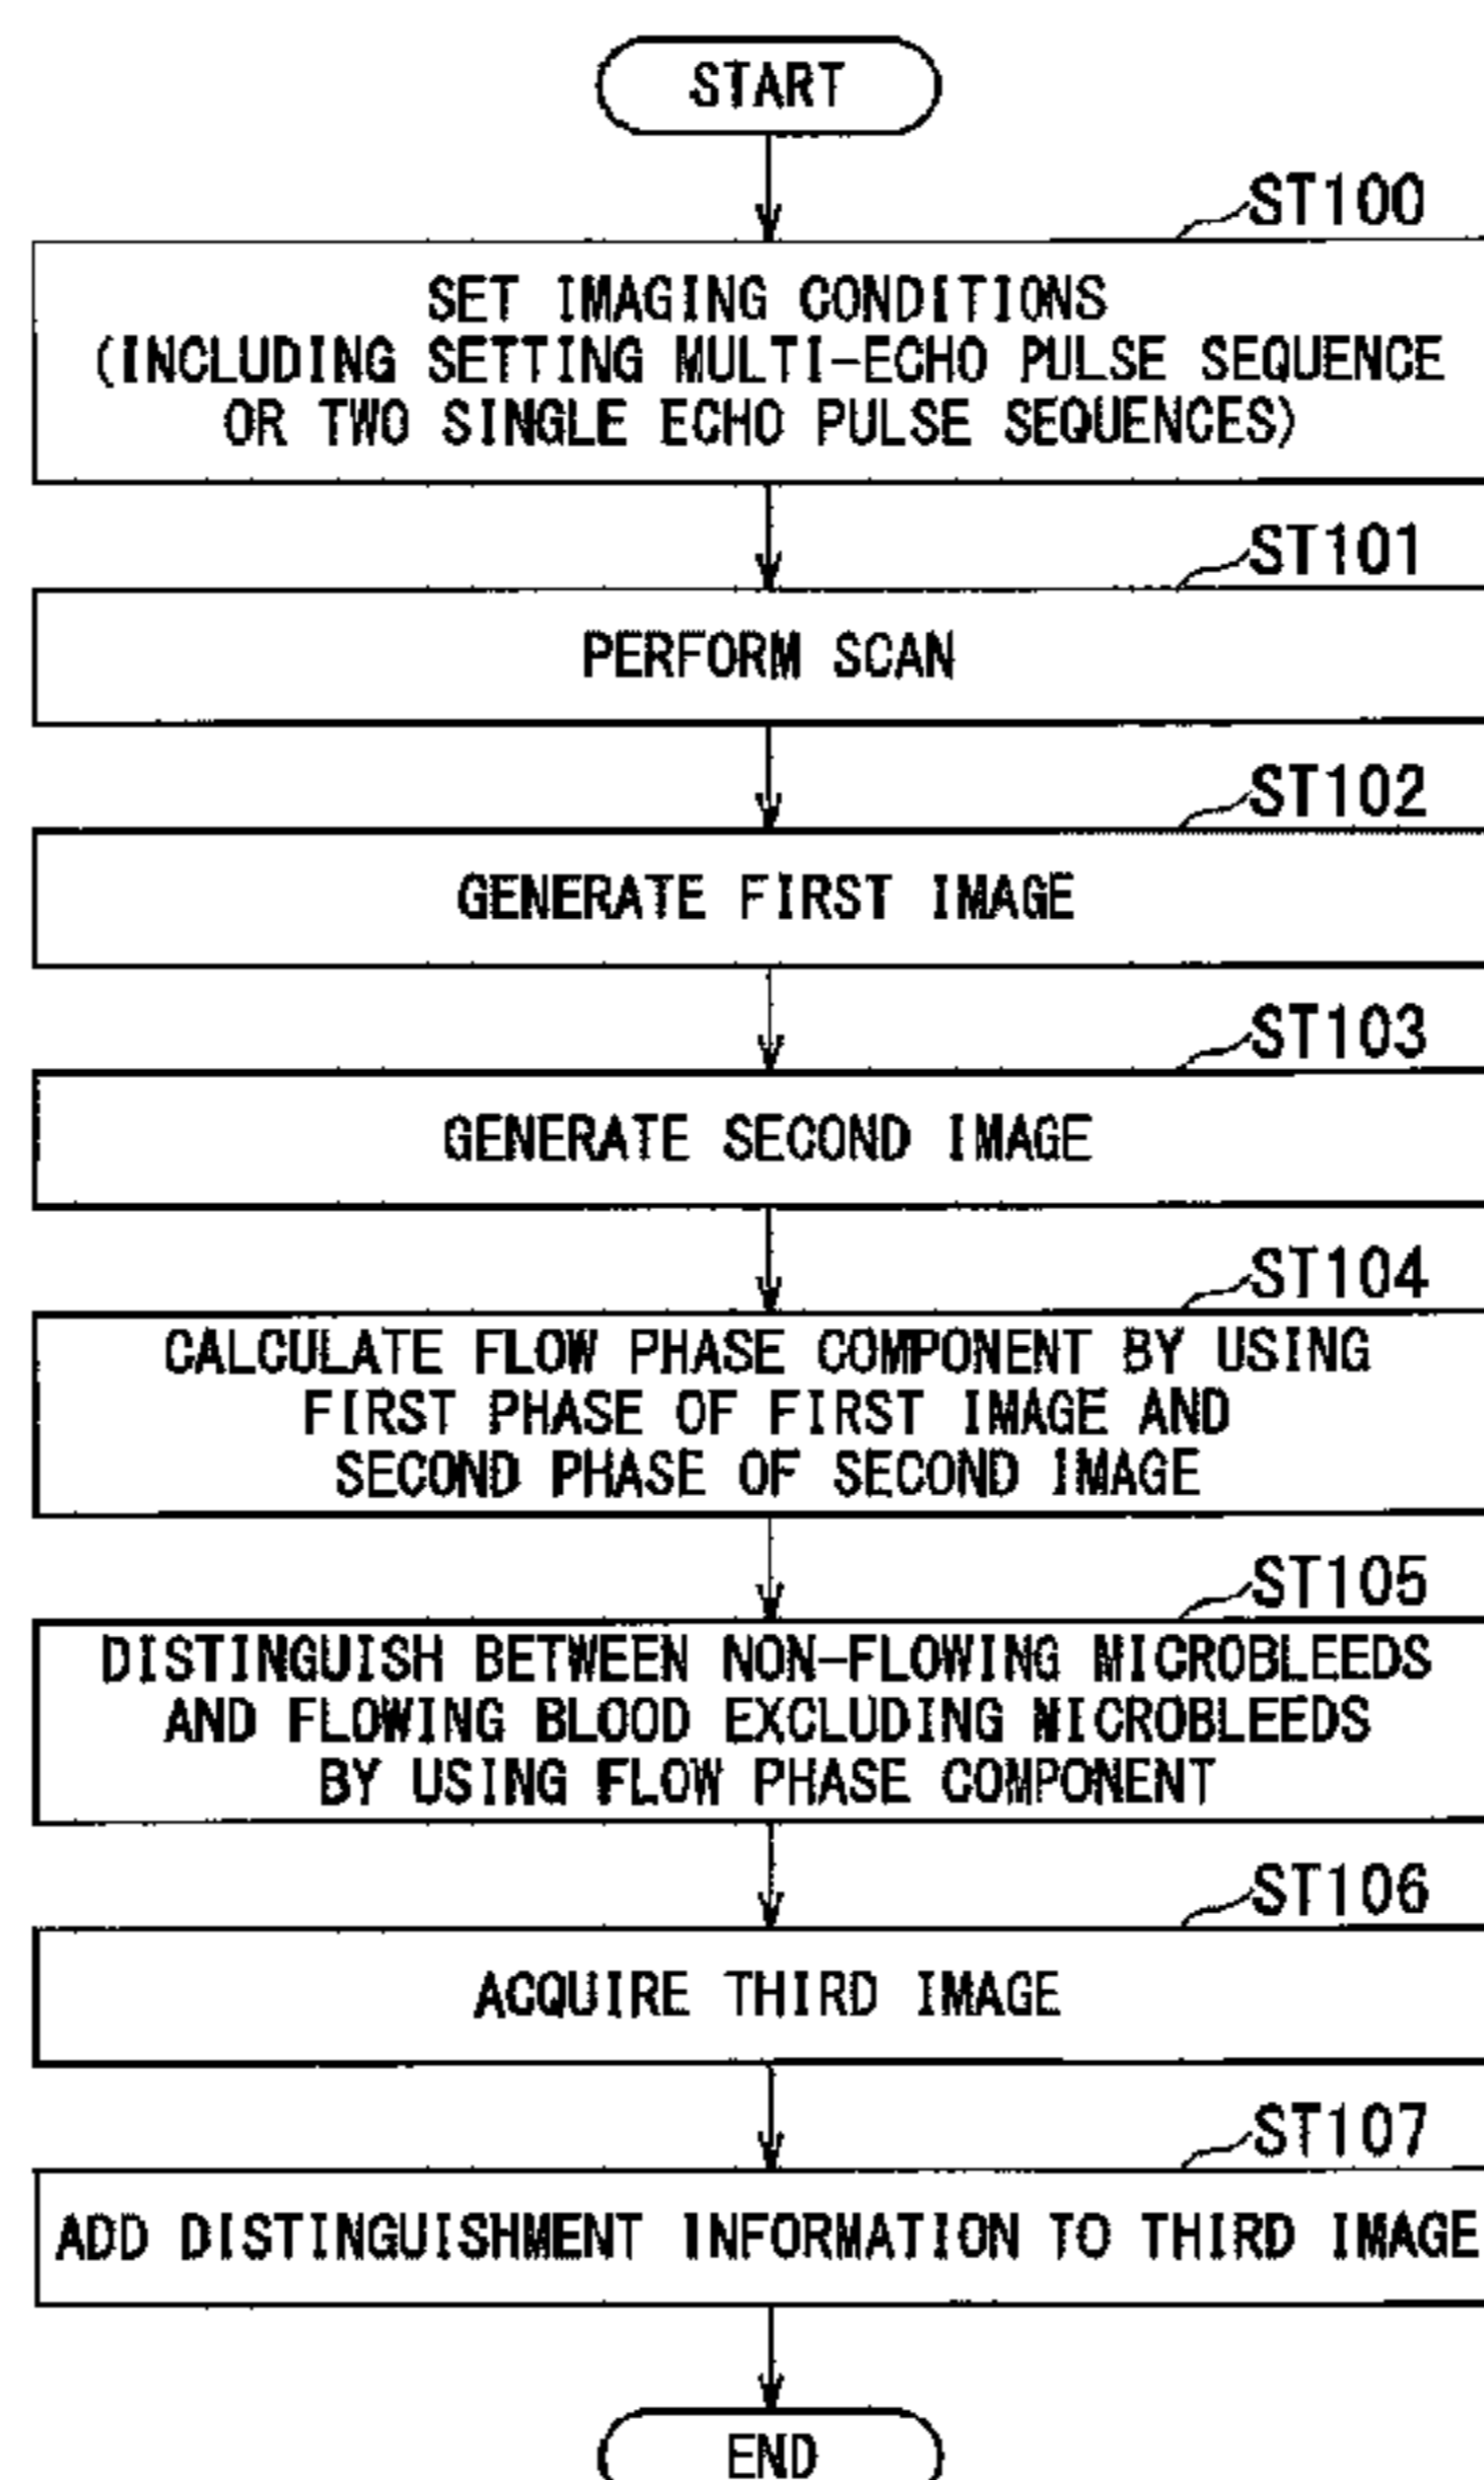 START
ST100
SET IMAGING CONDITIONS
(INCLUDING SETTING MULTI-ECHO PULSE SEQUENCE
OR TWO SINGLE ECHO PULSE SEQUENCES)
ST101
PERFORM SCAN
ST102
GENERATE FIRST IMAGE
ST103
GENERATE SECOND IMAGE
ST104
CALCULATE FLOW PHASE COMPONENT BY USING
FIRST PHASE OF FIRST IMAGE AND
SECOND PHASE OF SECOND IMAGE
ST105
DISTINGUISH BETWEEN NON-FLOWING MICROBLEEDS
AND FLOWING BLOOD EXCLUDING MICROBLEEDS
BY USING FLOW PHASE COMPONENT
ST106
ACQUIRE THIRD IMAGE
ST107
ADD DISTINGUISHMENT INFORMATION TO THIRD IMAGE
END